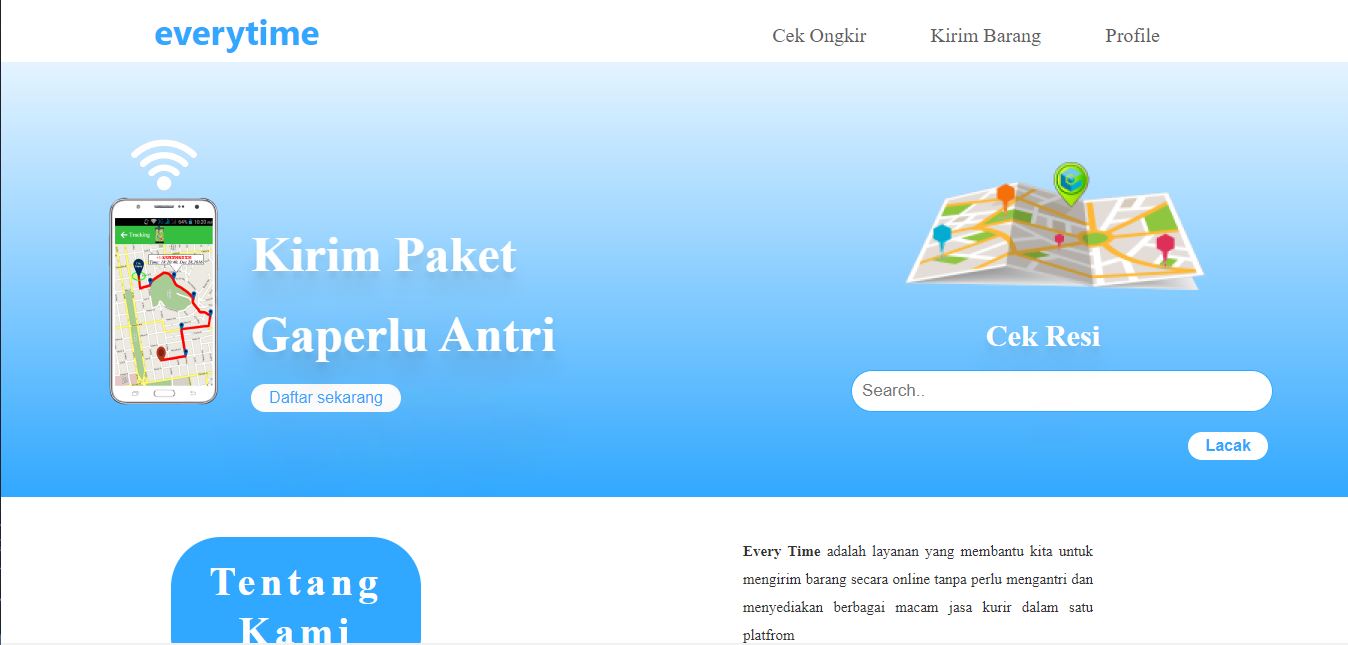 everytime
Cek Ongkir
Kirim Barang
Profile
Tracking
Kirim Paket
Gaperlu Antri
Daftar sekarang
Cek Resi
Search..
Lacak
Tentang
Kami
Every Time adalah layanan yang membantu kita untuk
mengirim barang secara online tanpa perlu mengantri dan
menyediakan berbagai macam jasa kurir dalam satu
platfrom